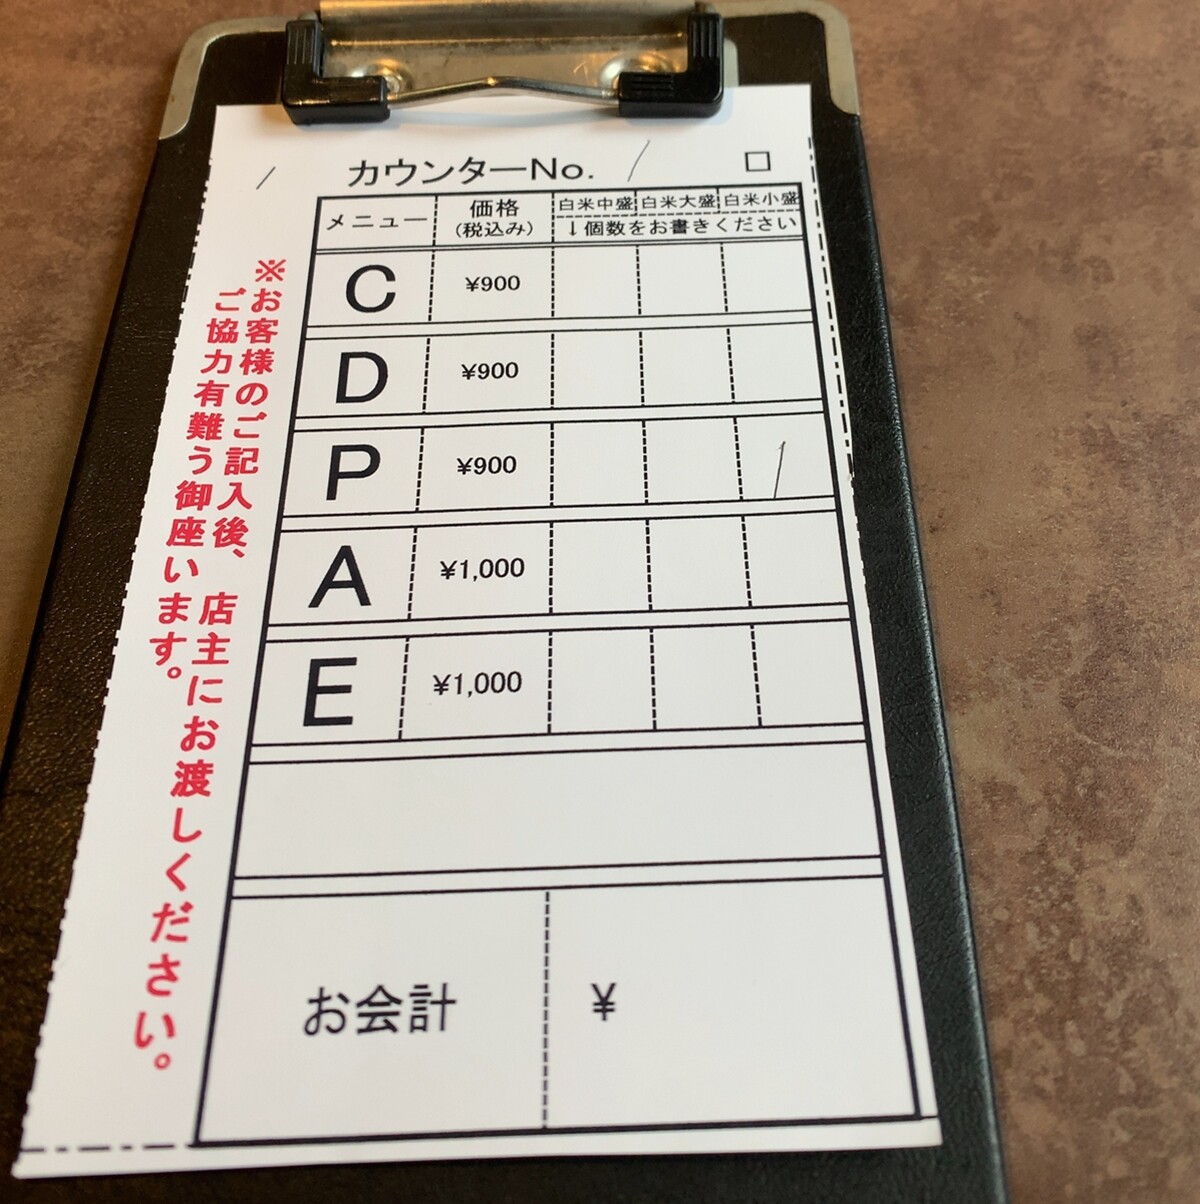 カウンターNo. /
/
メニュー 価格 (税込み) 白米中盛 白米大盛 白米小盛
↓個数をお書きください
C ¥900
D ¥900
P ¥900 /
A ¥1,000
E ¥1,000
お会計 ¥
※お客様のご記入後、店主にお渡しください。
ご協力有難う御座います。